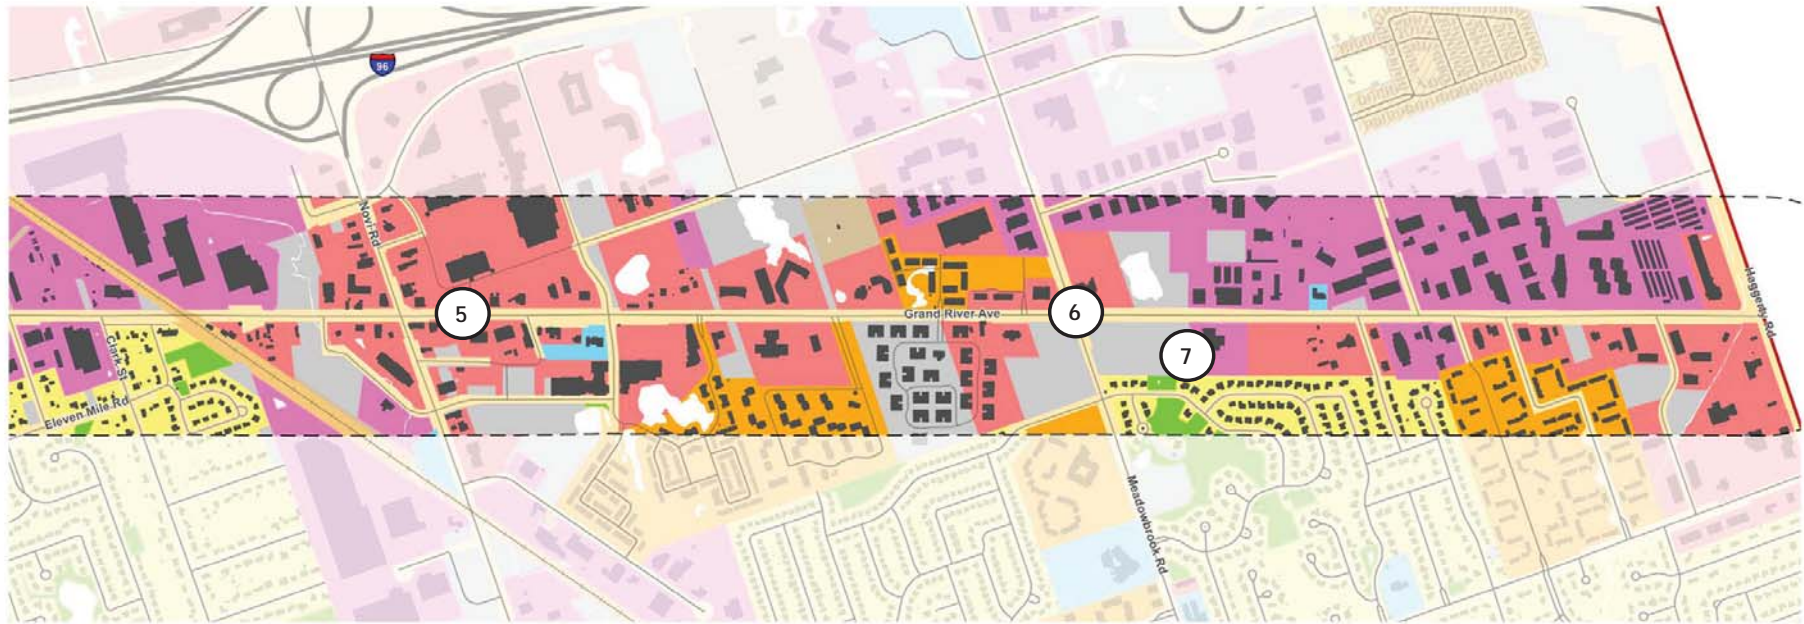 96
Novi Rd
Haggerty Rd
5
6
Grand River Ave
7
Clark St
Eleven Mile Rd
Meadowbrook Rd